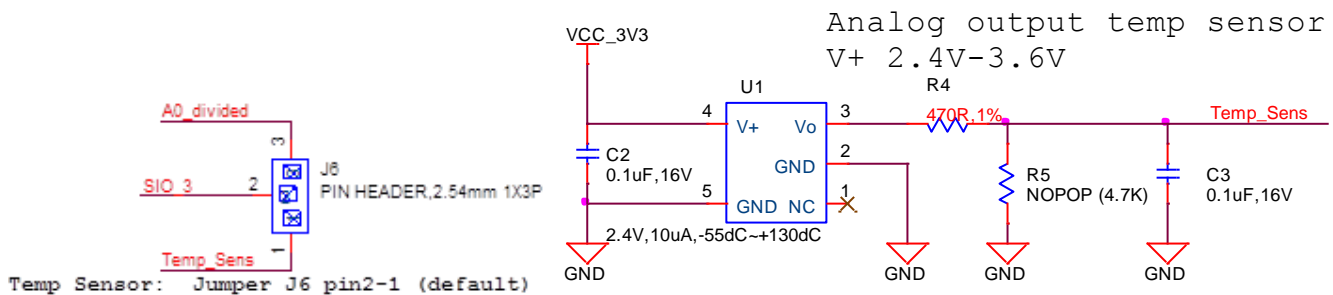 Analog output temp sensor
V+ 2.4V-3.6V
VCC_3V3
U1
R4
A0_divided
3
J6
PIN HEADER,2.54mm 1X3P
SIO_3
2
1
Temp_Sens
Temp Sensor: Jumper J6 pin2-1 (default)
4
V+
Vo
3
470R,1%
Temp_Sens
C2
0.1uF,16V
GND
2
5
GND
NC
1
2.4V,10uA,-55dC~+130dC
R5
NOPOP (4.7K)
C3
0.1uF,16V
GND
GND
GND
GND